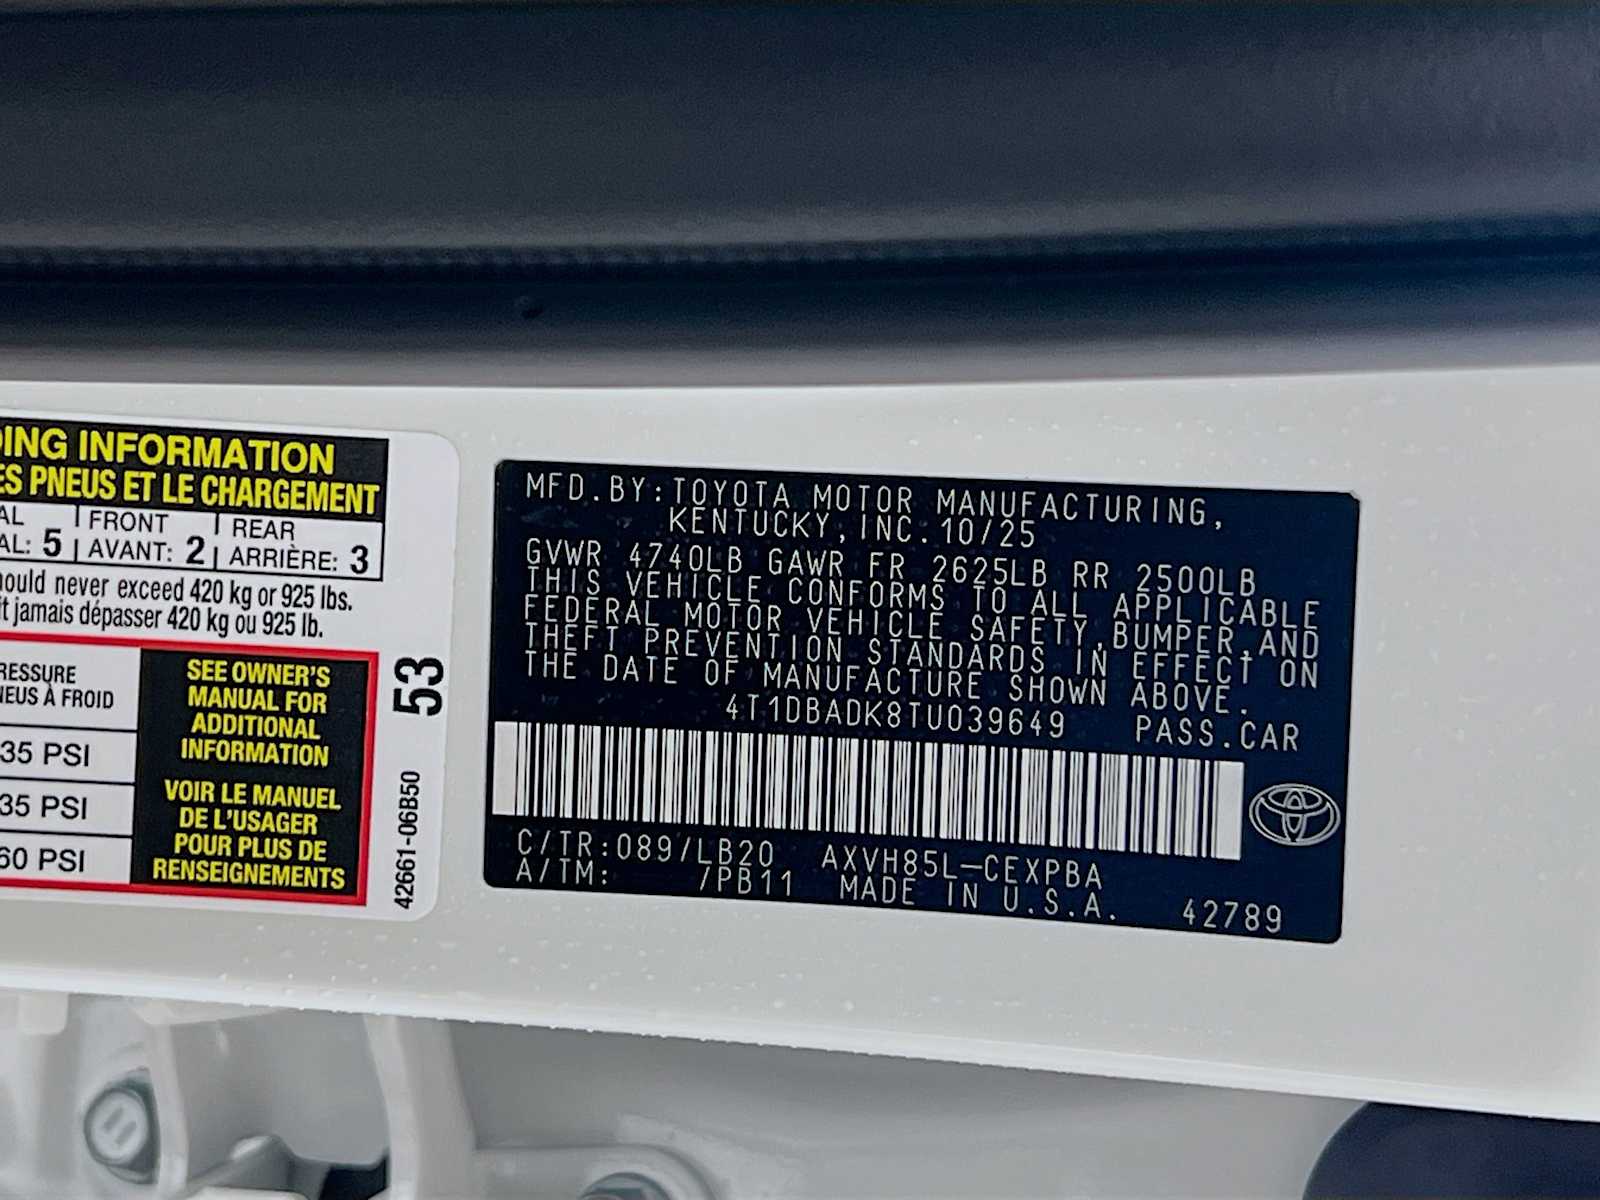 ING INFORMATION
ES PNEUS ET LE CHARGEMENT
AL FRONT REAR
AL: 5 AVANT: 2 ARRIÈRE: 3
ould never exceed 420 kg or 925 lbs.
it jamais dépasser 420 kg ou 925 lb.
RESSURE
NEUS À FROID
35 PSI
35 PSI
60 PSI
SEE OWNER'S
MANUAL FOR
ADDITIONAL
INFORMATION
VOIR LE MANUEL
DE L'USAGER
POUR PLUS DE
RENSEIGNEMENTS
53
42661-06B50
MFD.BY:TOYOTA MOTOR MANUFACTURING,
KENTUCKY,INC.10/25
GVWR 4740LB GAWR FR 2625LB RR 2500LB
THIS VEHICLE CONFORMS TO ALL APPLICABLE
FEDERAL MOTOR VEHICLE SAFETY,BUMPER,AND
THEFT PREVENTION STANDARDS IN EFFECT ON
THE DATE OF MANUFACTURE SHOWN ABOVE.
4T1DBADK8TU039649 PASS.CAR
C/TR:089/LB20 AXVH85L-CEXPBA
A/TM: /PB11 MADE IN U.S.A. 42789